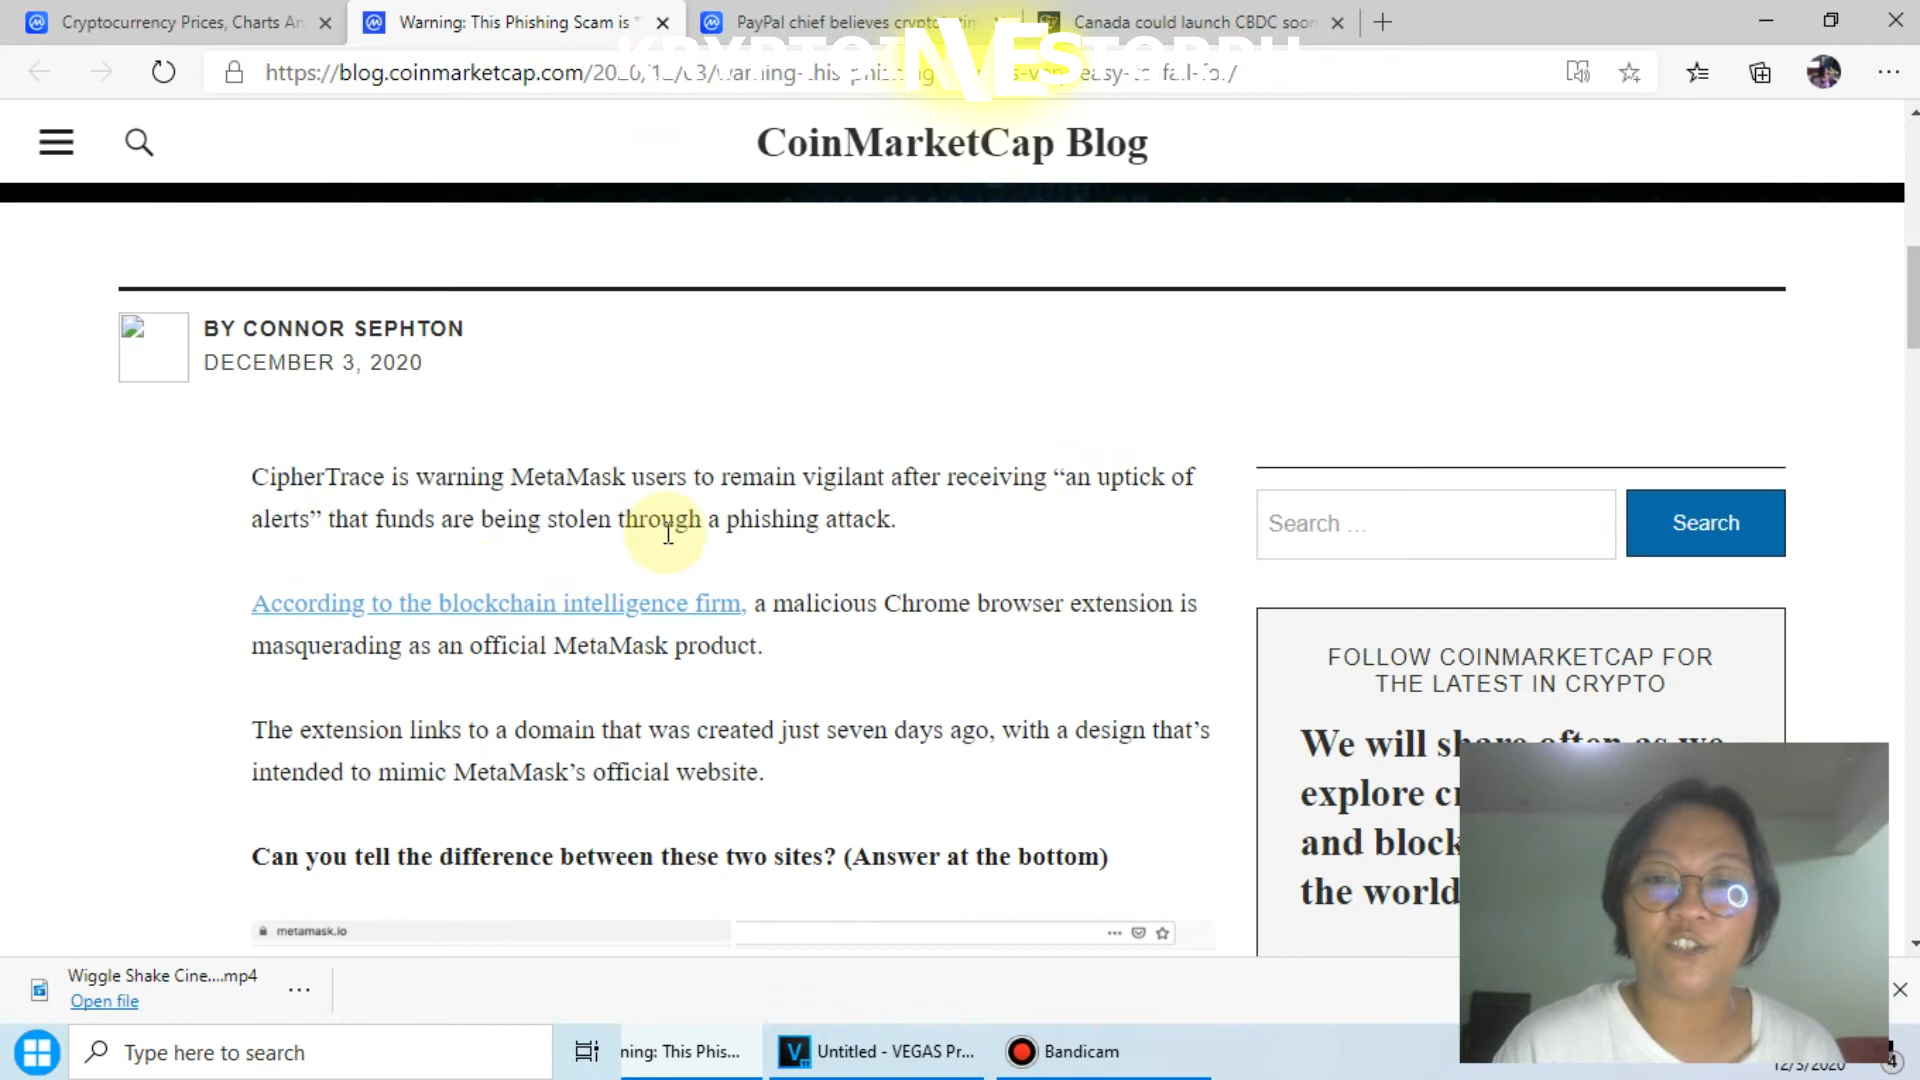 Cryptocurrency Prices, Charts An
Warning: This Phishing Scam is "
PayPal chief believes crypto's tim
Canada could launch CBDC soon
KRYPTOINVESTORPH
https://blog.coinmarketcap.com/2020/12/03/warning-this-phishing-
easy-to-fall-for/
CoinMarketCap Blog
BY CONNOR SEPHTON
DECEMBER 3, 2020
CipherTrace is warning MetaMask users to remain vigilant after receiving “an uptick of
alerts” that funds are being stolen through a phishing attack.
According to the blockchain intelligence firm, a malicious Chrome browser extension is
masquerading as an official MetaMask product.
The extension links to a domain that was created just seven days ago, with a design that’s
intended to mimic MetaMask’s official website.
Can you tell the difference between these two sites? (Answer at the bottom)
metamask.io
Search …
Search
FOLLOW COINMARKETCAP FOR
THE LATEST IN CRYPTO
We will share often as we
explore
and block
the world
Wiggle Shake Cine....mp4
Open file
Type here to search
ning: This Phis...
Untitled - VEGAS Pr...
Bandicam
12/3/2020
4